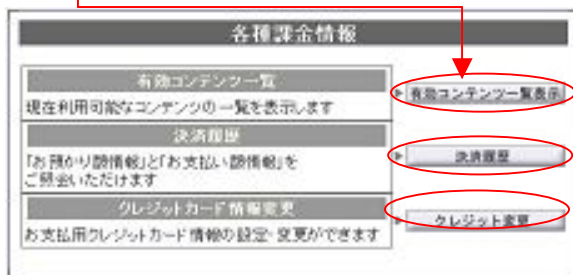 各種課金情報
有効コンテンツ一覧
現在利用可能なコンテンツの一覧を表示します
有効コンテンツ一覧表示
決済履歴
「お預かり額情報」と「お支払い額情報」を
ご照会いただけます
決済履歴
クレジットカード情報変更
お支払用クレジットカード情報の設定・変更ができます
クレジット変更